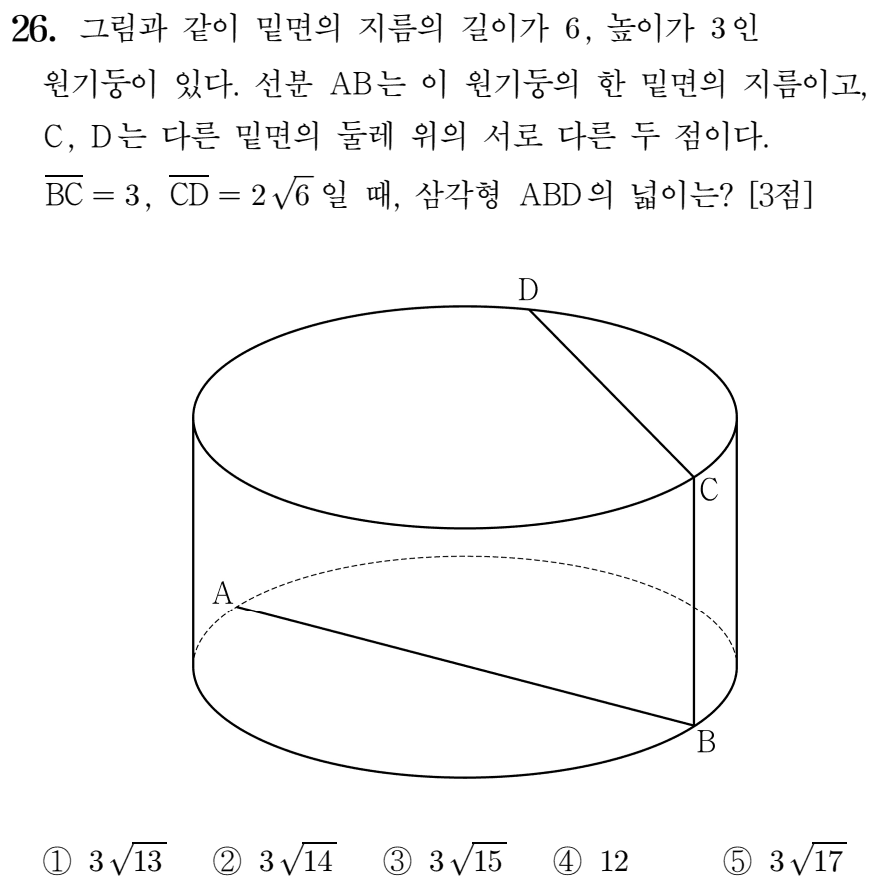 26. 그림과 같이 밑면의 지름의 길이가 6, 높이가 3인
원기둥이 있다. 선분 AB는 이 원기둥의 한 밑면의 지름이고,
C, D는 다른 밑면의 둘레 위의 서로 다른 두 점이다.
BC = 3, CD = 2√6 일 때, 삼각형 ABD의 넓이는? [3점]
D
C
A
B
① 3√13 ② 3√14 ③ 3√15 ④ 12 ⑤ 3√17